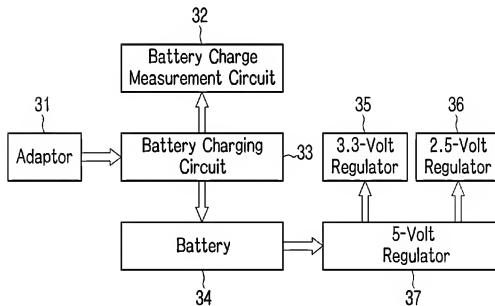 32
Battery Charge
Measurement Circuit
31
35
36
Adaptor
Battery Charging
Circuit
33
3.3-Volt
Regulator
2.5-Volt
Regulator
Battery
5-Volt
Regulator
34
37